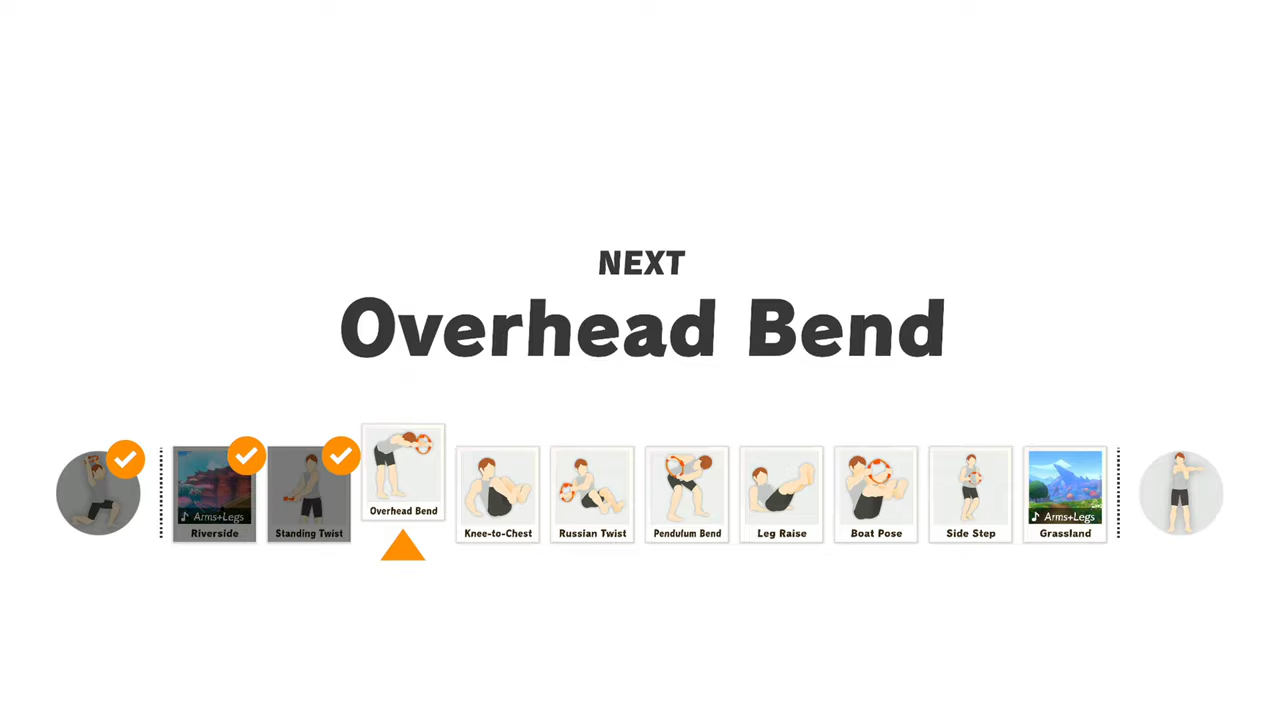 NEXT
Overhead Bend
♪ Arms+Legs
Riverside
Standing Twist
Overhead Bend
Knee-to-Chest
Russian Twist
Pendulum Bend
Leg Raise
Boat Pose
Side Step
♪ Arms+Legs
Grassland